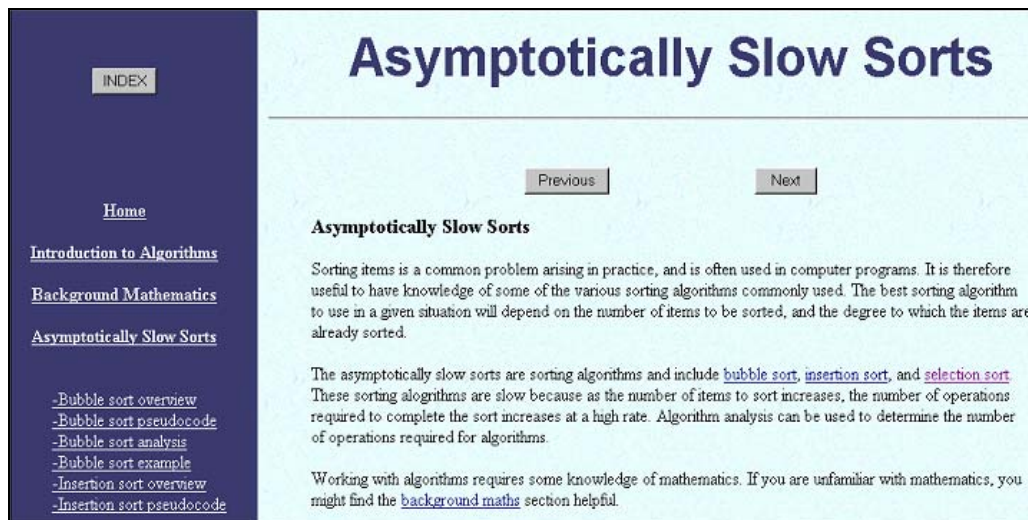 INDEX
Home
Introduction to Algorithms
Background Mathematics
Asymptotically Slow Sorts
-Bubble sort overview
-Bubble sort pseudocode
-Bubble sort analysis
-Bubble sort example
-Insertion sort overview
-Insertion sort pseudocode
Asymptotically Slow Sorts
Previous
Next
Asymptotically Slow Sorts
Sorting items is a common problem arising in practice, and is often used in computer programs. It is therefore
useful to have knowledge of some of the various sorting algorithms commonly used. The best sorting algorithm
to use in a given situation will depend on the number of items to be sorted, and the degree to which the items are
already sorted.
The asymptotically slow sorts are sorting algorithms and include bubble sort, insertion sort, and selection sort.
These sorting alogrithms are slow because as the number of items to sort increases, the number of operations
required to complete the sort increases at a high rate. Algorithm analysis can be used to determine the number
of operations required for algorithms.
Working with algorithms requires some knowledge of mathematics. If you are unfamiliar with mathematics, you
might find the background maths section helpful.